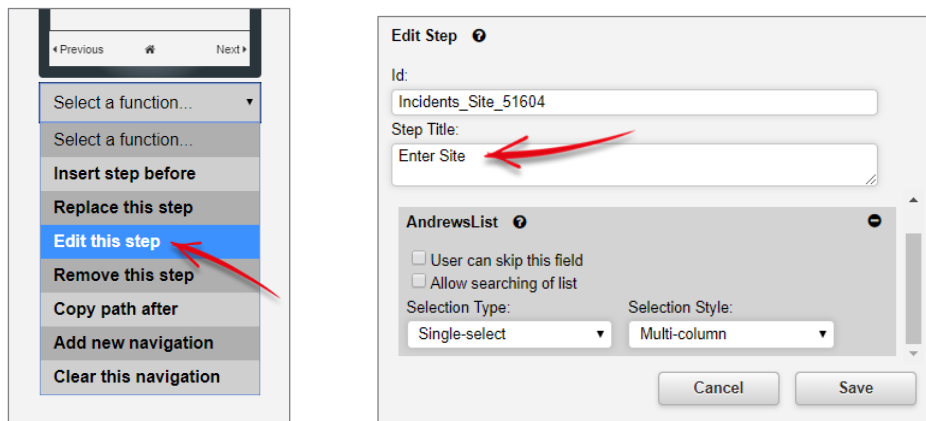 Previous Next
Select a function...
Select a function...
Insert step before
Replace this step
Edit this step
Remove this step
Copy path after
Add new navigation
Clear this navigation
Edit Step ?
Id:
Incidents_Site_51604
Step Title:
Enter Site
AndrewsList ?
User can skip this field
Allow searching of list
Selection Type: Selection Style:
Single-select Multi-column
Cancel Save